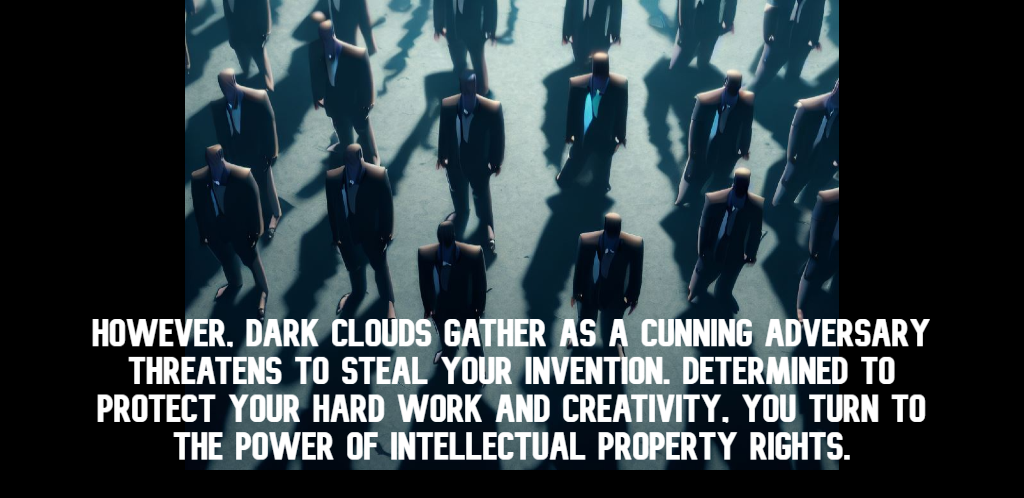 HOWEVER, DARK CLOUDS GATHER AS A CUNNING ADVERSARY
THREATENS TO STEAL YOUR INVENTION. DETERMINED TO
PROTECT YOUR HARD WORK AND CREATIVITY, YOU TURN TO
THE POWER OF INTELLECTUAL PROPERTY RIGHTS.